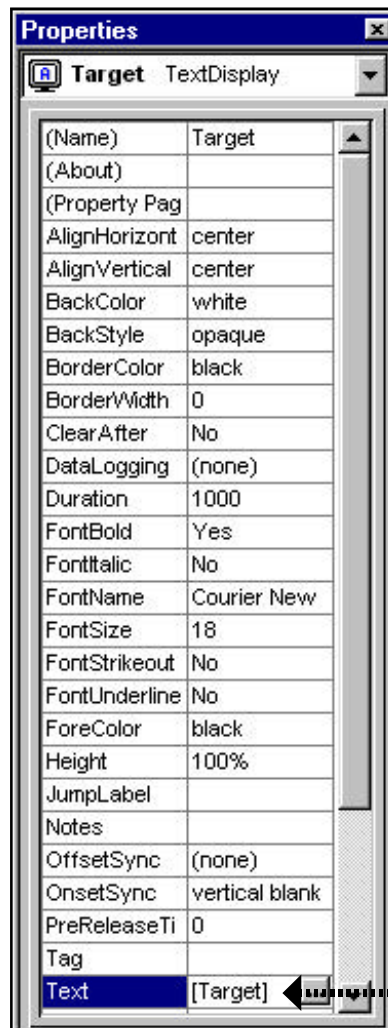 Properties
A Target TextDisplay
(Name) Target
(About)
(Property Pag
AlignHorizont center
AlignVertical center
BackColor white
BackStyle opaque
BorderColor black
BorderWidth 0
ClearAfter No
DataLogging (none)
Duration 1000
FontBold Yes
FontItalic No
FontName Courier New
FontSize 18
FontStrikeout No
FontUnderline No
ForeColor black
Height 100%
JumpLabel
Notes
OffsetSync (none)
OnsetSync vertical blank
PreReleaseTi 0
Tag
Text [Target]